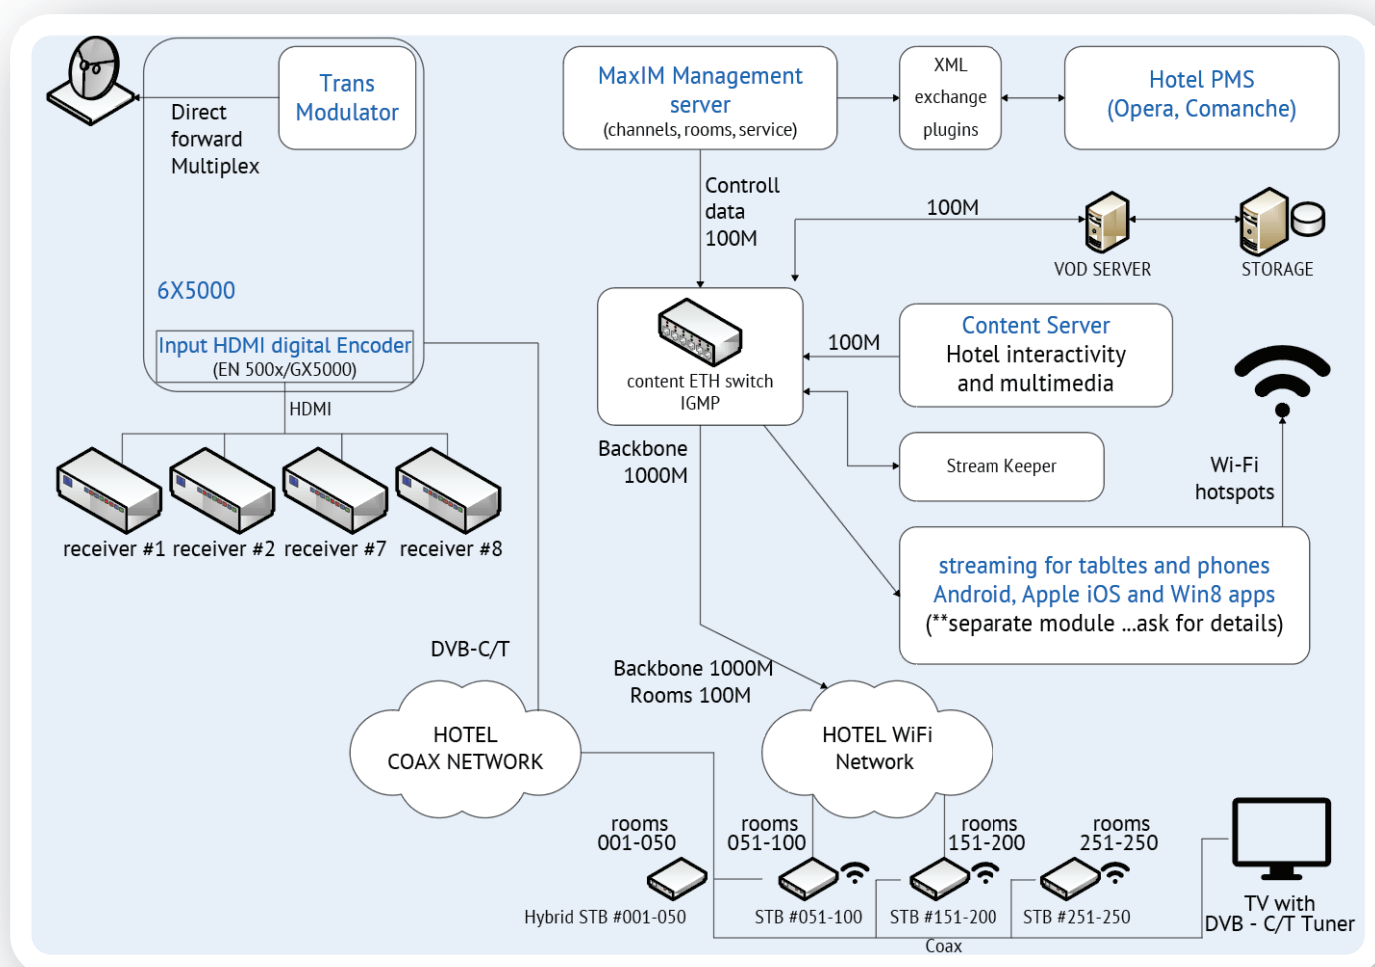 Trans
Modulator
Direct
forward
Multiplex
6X5000
Input HDMI digital Encoder
(EN 500x/GX5000)
HDMI
receiver #1
receiver #2
receiver #7
receiver #8
MaxIM Management
server
(channels, rooms, service)
XML
exchange
plugins
Hotel PMS
(Opera, Comanche)
Controll
data
100M
100M
VOD SERVER
STORAGE
content ETH switch
IGMP
100M
Content Server
Hotel interactivity
and multimedia
Stream Keeper
Backbone
1000M
Wi-Fi
hotspots
streaming for tabltes and phones
Android, Apple iOS and Win8 apps
(**separate module ...ask for details)
DVB-C/T
Backbone 1000M
Rooms 100M
HOTEL
COAX NETWORK
HOTEL WiFi
Network
rooms
001-050
rooms
051-100
rooms
151-200
rooms
251-250
Hybrid STB #001-050
STB #051-100
STB #151-200
STB #251-250
TV with
DVB - C/T Tuner
Coax